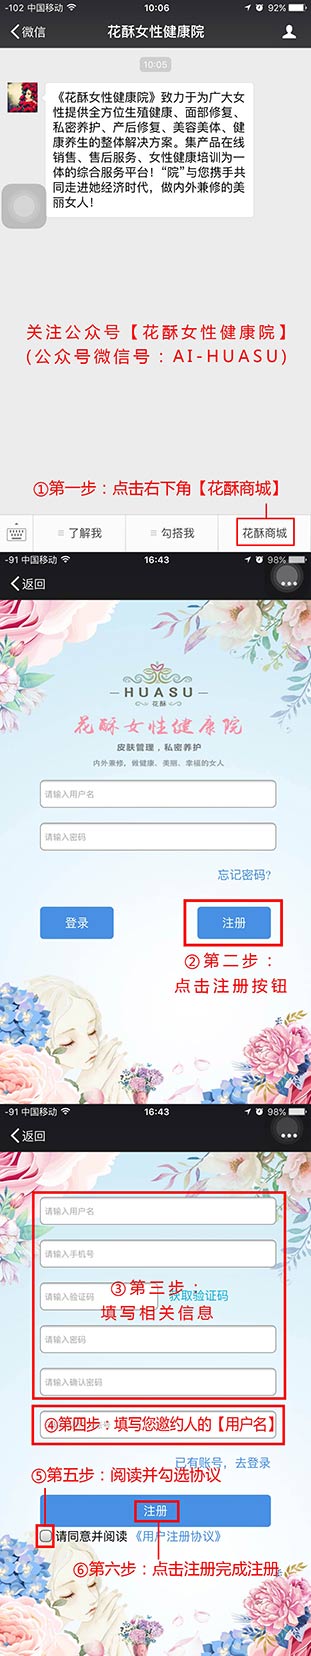 -102 中国移动 10:06 92%
微信 花酥女性健康院
10:05
《花酥女性健康院》致力于为广大女
性提供全方位生殖健康、面部修复、
私密养护、产后修复、美容美体、健
康养生的整体解决方案。集产品在线
销售、售后服务、女性健康培训为一
体的综合服务平台！“院”与您携手共
同走进她经济时代，做内外兼修的美
丽女人！
关注公众号【花酥女性健康院】
(公众号微信号：AI-HUASU)
①第一步：点击右下角【花酥商城】
了解我 勾搭我 花酥商城
-91 中国移动 16:43 98%
返回
HUASU
花酥
花酥女性健康院
皮肤管理，私密养护
内外兼修，做健康、美丽、幸福的女人
请输入用户名
请输入密码
忘记密码?
登录 注册
②第二步：
点击注册按钮
-91 中国移动 16:43 98%
返回
请输入用户名
请输入手机号
③第三步：
请输入验证码 获取验证码
填写相关信息
请输入密码
请输入确认密码
④第四步：填写您邀约人的【用户名】
已有账号，去登录
⑤第五步：阅读并勾选协议
注册
请同意并阅读《用户注册协议》
⑥第六步：点击注册完成注册